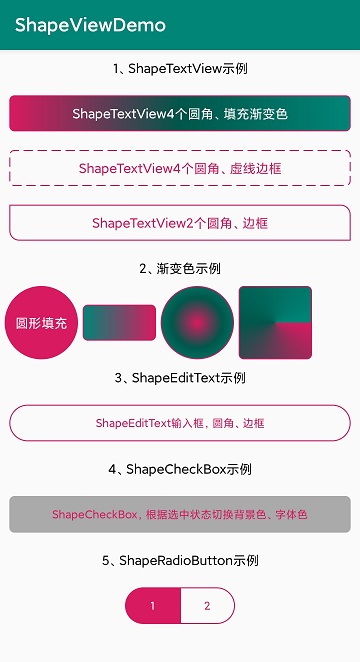 ShapeViewDemo
1、ShapeTextView示例
ShapeTextView4个圆角、填充渐变色
ShapeTextView4个圆角、虚线边框
ShapeTextView2个圆角、边框
2、渐变色示例
圆形填充
3、ShapeEditText示例
ShapeEditText输入框, 圆角、边框
4、ShapeCheckBox示例
ShapeCheckBox, 根据选中状态切换背景色、字体色
5、ShapeRadioButton示例
1 2